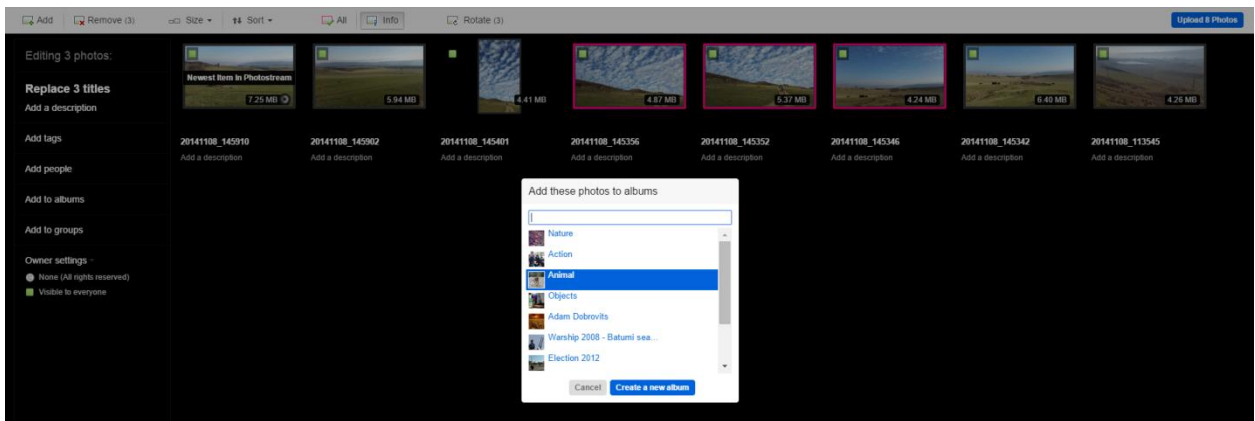 Add
Remove (3)
Size
Sort
All
Info
Rotate (3)
Upload 8 Photos
Editing 3 photos:
Replace 3 titles
Add a description
Add tags
Add people
Add to albums
Add to groups
Owner settings
None (All rights reserved)
Visible to everyone
Newest Item In Photostream
7.25 MB
5.94 MB
4.41 MB
4.87 MB
5.37 MB
4.24 MB
6.40 MB
4.26 MB
20141108_145910
20141108_145902
20141108_145401
20141108_145356
20141108_145352
20141108_145346
20141108_145342
20141108_113545
Add a description
Add a description
Add a description
Add a description
Add a description
Add a description
Add a description
Add a description
Add these photos to albums
Nature
Action
Animal
Objects
Adam Dobrovits
Warship 2008 - Batumi sea...
Election 2012
Cancel
Create a new album